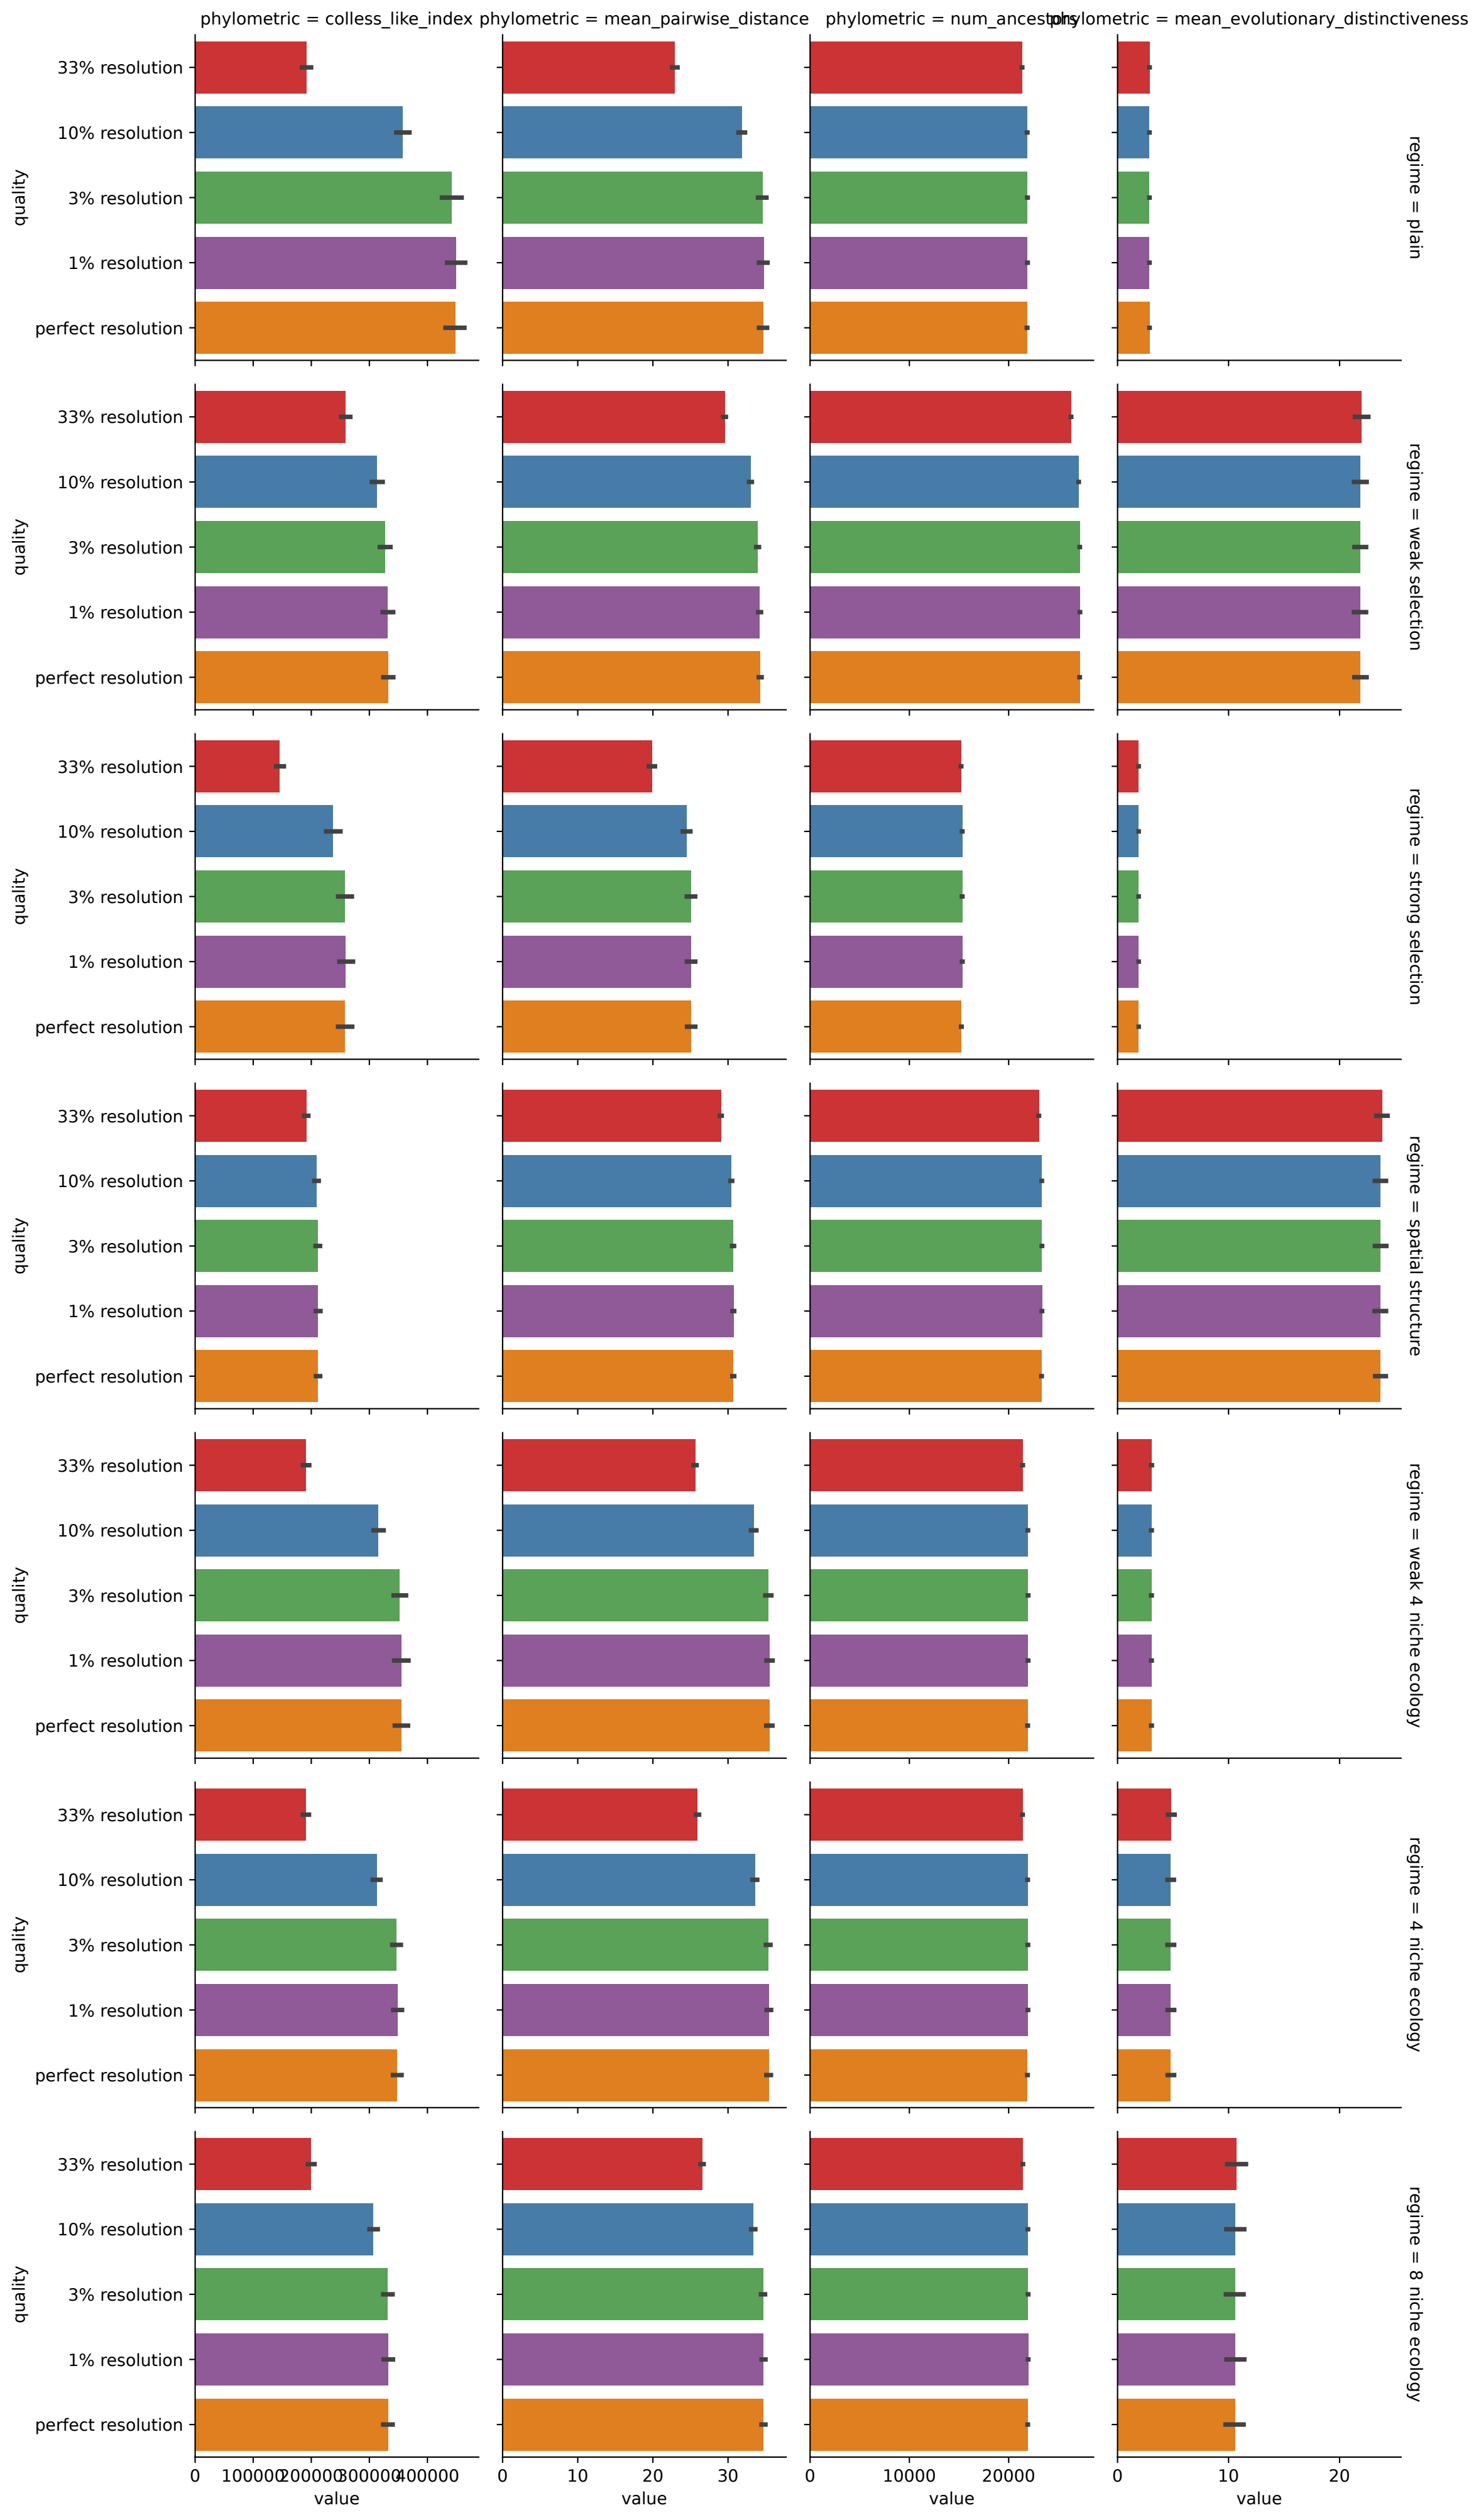 phylometric = colless_like_index
phylometric = mean_pairwise_distance
phylometric = num_ancestors
phylometric = mean_evolutionary_distinctiveness
33% resolution
10% resolution
3% resolution
1% resolution
perfect resolution
quality
regime = plain
33% resolution
10% resolution
3% resolution
1% resolution
perfect resolution
quality
regime = weak selection
33% resolution
10% resolution
3% resolution
1% resolution
perfect resolution
quality
regime = strong selection
33% resolution
10% resolution
3% resolution
1% resolution
perfect resolution
quality
regime = spatial structure
33% resolution
10% resolution
3% resolution
1% resolution
perfect resolution
quality
regime = weak 4 niche ecology
33% resolution
10% resolution
3% resolution
1% resolution
perfect resolution
quality
regime = 4 niche ecology
33% resolution
10% resolution
3% resolution
1% resolution
perfect resolution
quality
regime = 8 niche ecology
0 100000 200000 300000 400000
0 10 20 30
0 10000 20000
0 10 20
value
value
value
value